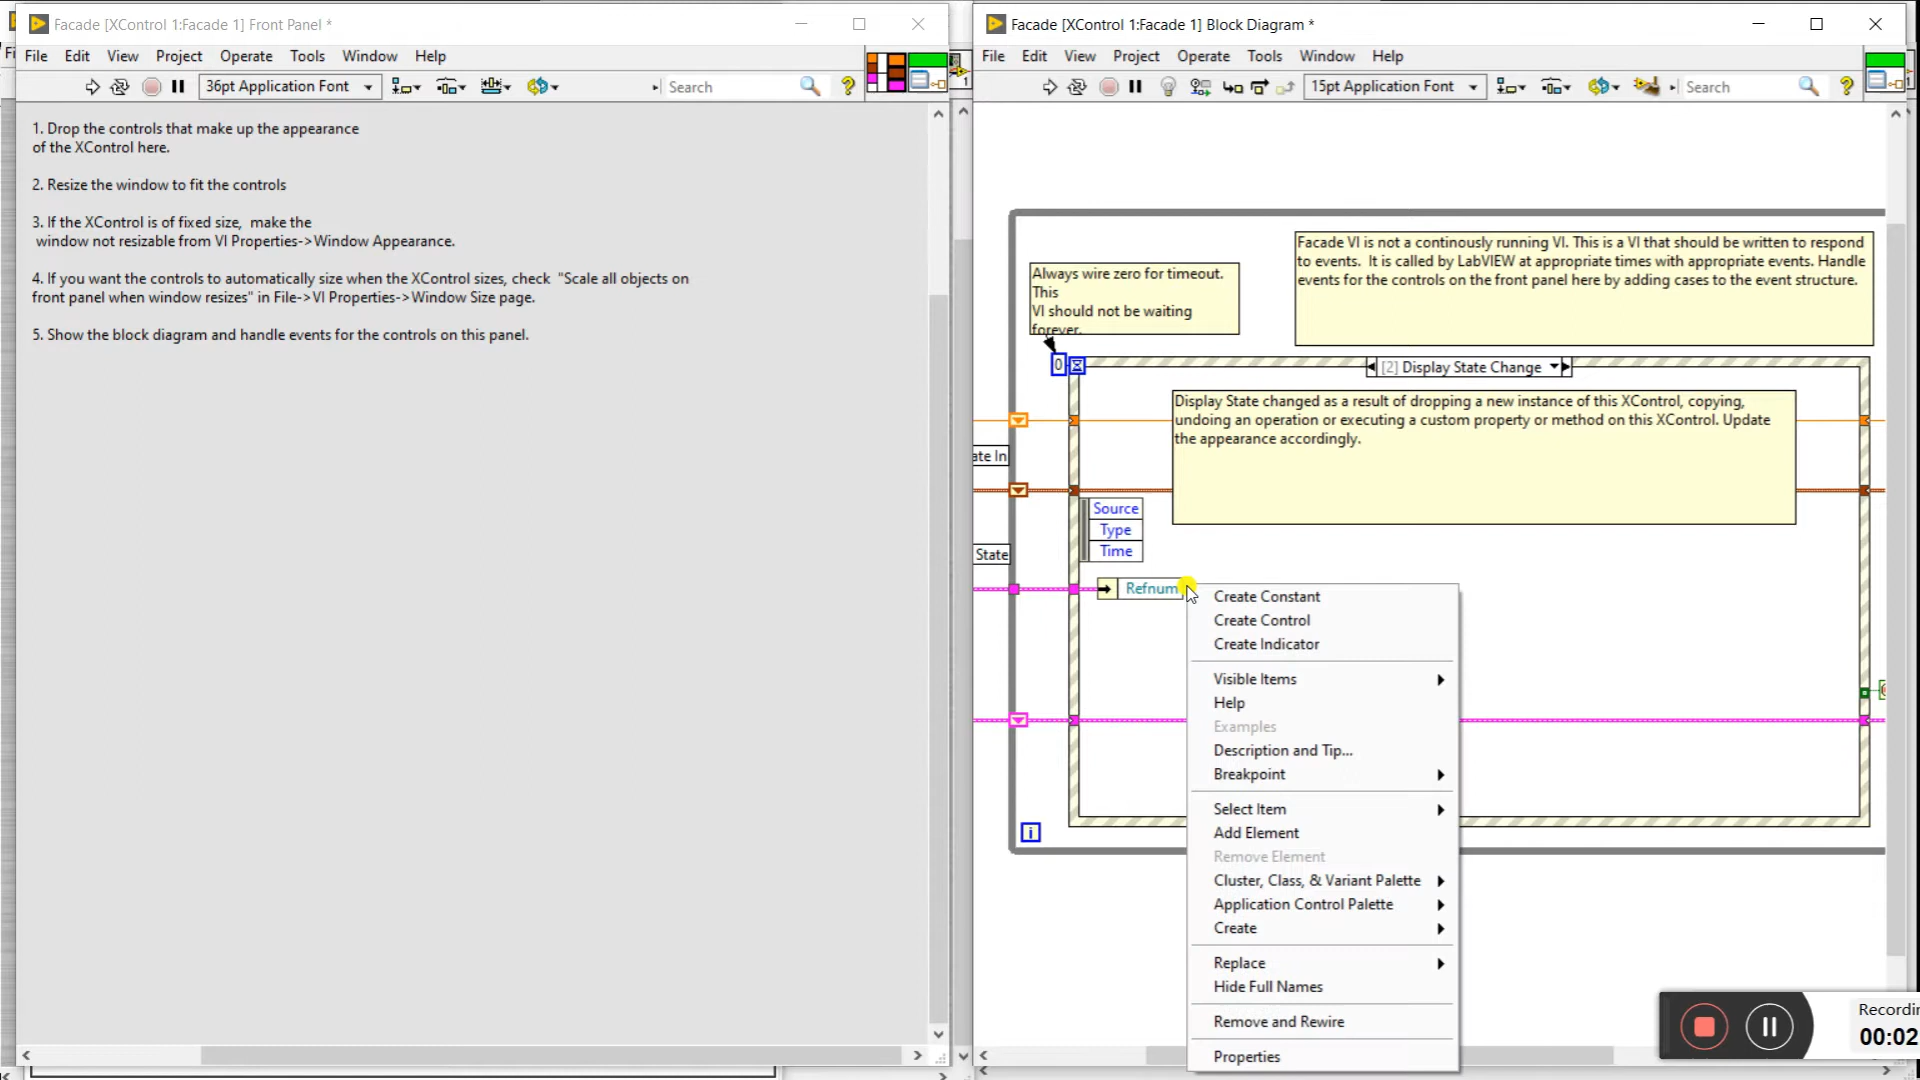 Facade [XControl 1:Facade 1] Front Panel *
File Edit View Project Operate Tools Window Help
36pt Application Font
Search
1. Drop the controls that make up the appearance
of the XControl here.
2. Resize the window to fit the controls
3. If the XControl is of fixed size, make the
window not resizable from VI Properties->Window Appearance.
4. If you want the controls to automatically size when the XControl sizes, check "Scale all objects on
front panel when window resizes" in File->VI Properties->Window Size page.
5. Show the block diagram and handle events for the controls on this panel.
Facade [XControl 1:Facade 1] Block Diagram *
File Edit View Project Operate Tools Window Help
15pt Application Font
Search
Always wire zero for timeout.
This
VI should not be waiting
forever.
Facade VI is not a continously running VI. This is a VI that should be written to respond
to events. It is called by LabVIEW at appropriate times with appropriate events. Handle
events for the controls on the front panel here by adding cases to the event structure.
0
[2] Display State Change
Display State changed as a result of dropping a new instance of this XControl, copying,
undoing an operation or executing a custom property or method on this XControl. Update
the appearance accordingly.
ate In
Source
Type
Time
State
Refnum
i
Create Constant
Create Control
Create Indicator
Visible Items
Help
Examples
Description and Tip...
Breakpoint
Select Item
Add Element
Remove Element
Cluster, Class, & Variant Palette
Application Control Palette
Create
Replace
Hide Full Names
Remove and Rewire
Properties
Recordin
00:02